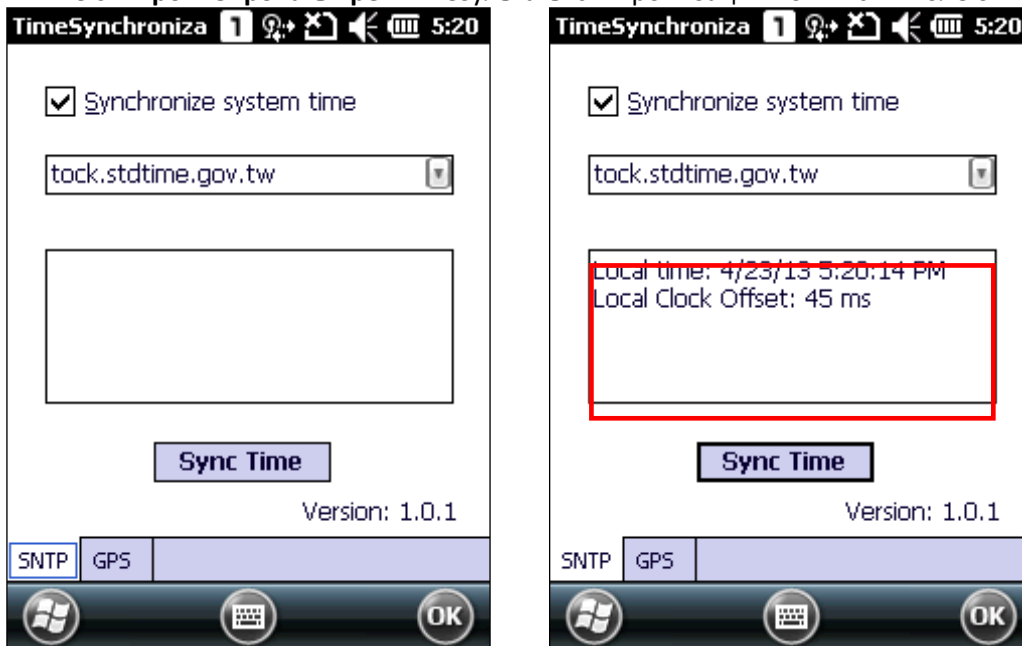 TimeSynchroniza 1 5:20
Synchronize system time
tock.stdtime.gov.tw
Sync Time
Version: 1.0.1
SNTP GPS
OK
TimeSynchroniza 1 5:20
Synchronize system time
tock.stdtime.gov.tw
Local time: 4/23/13 5:20:14 PM
Local Clock Offset: 45 ms
Sync Time
Version: 1.0.1
SNTP GPS
OK